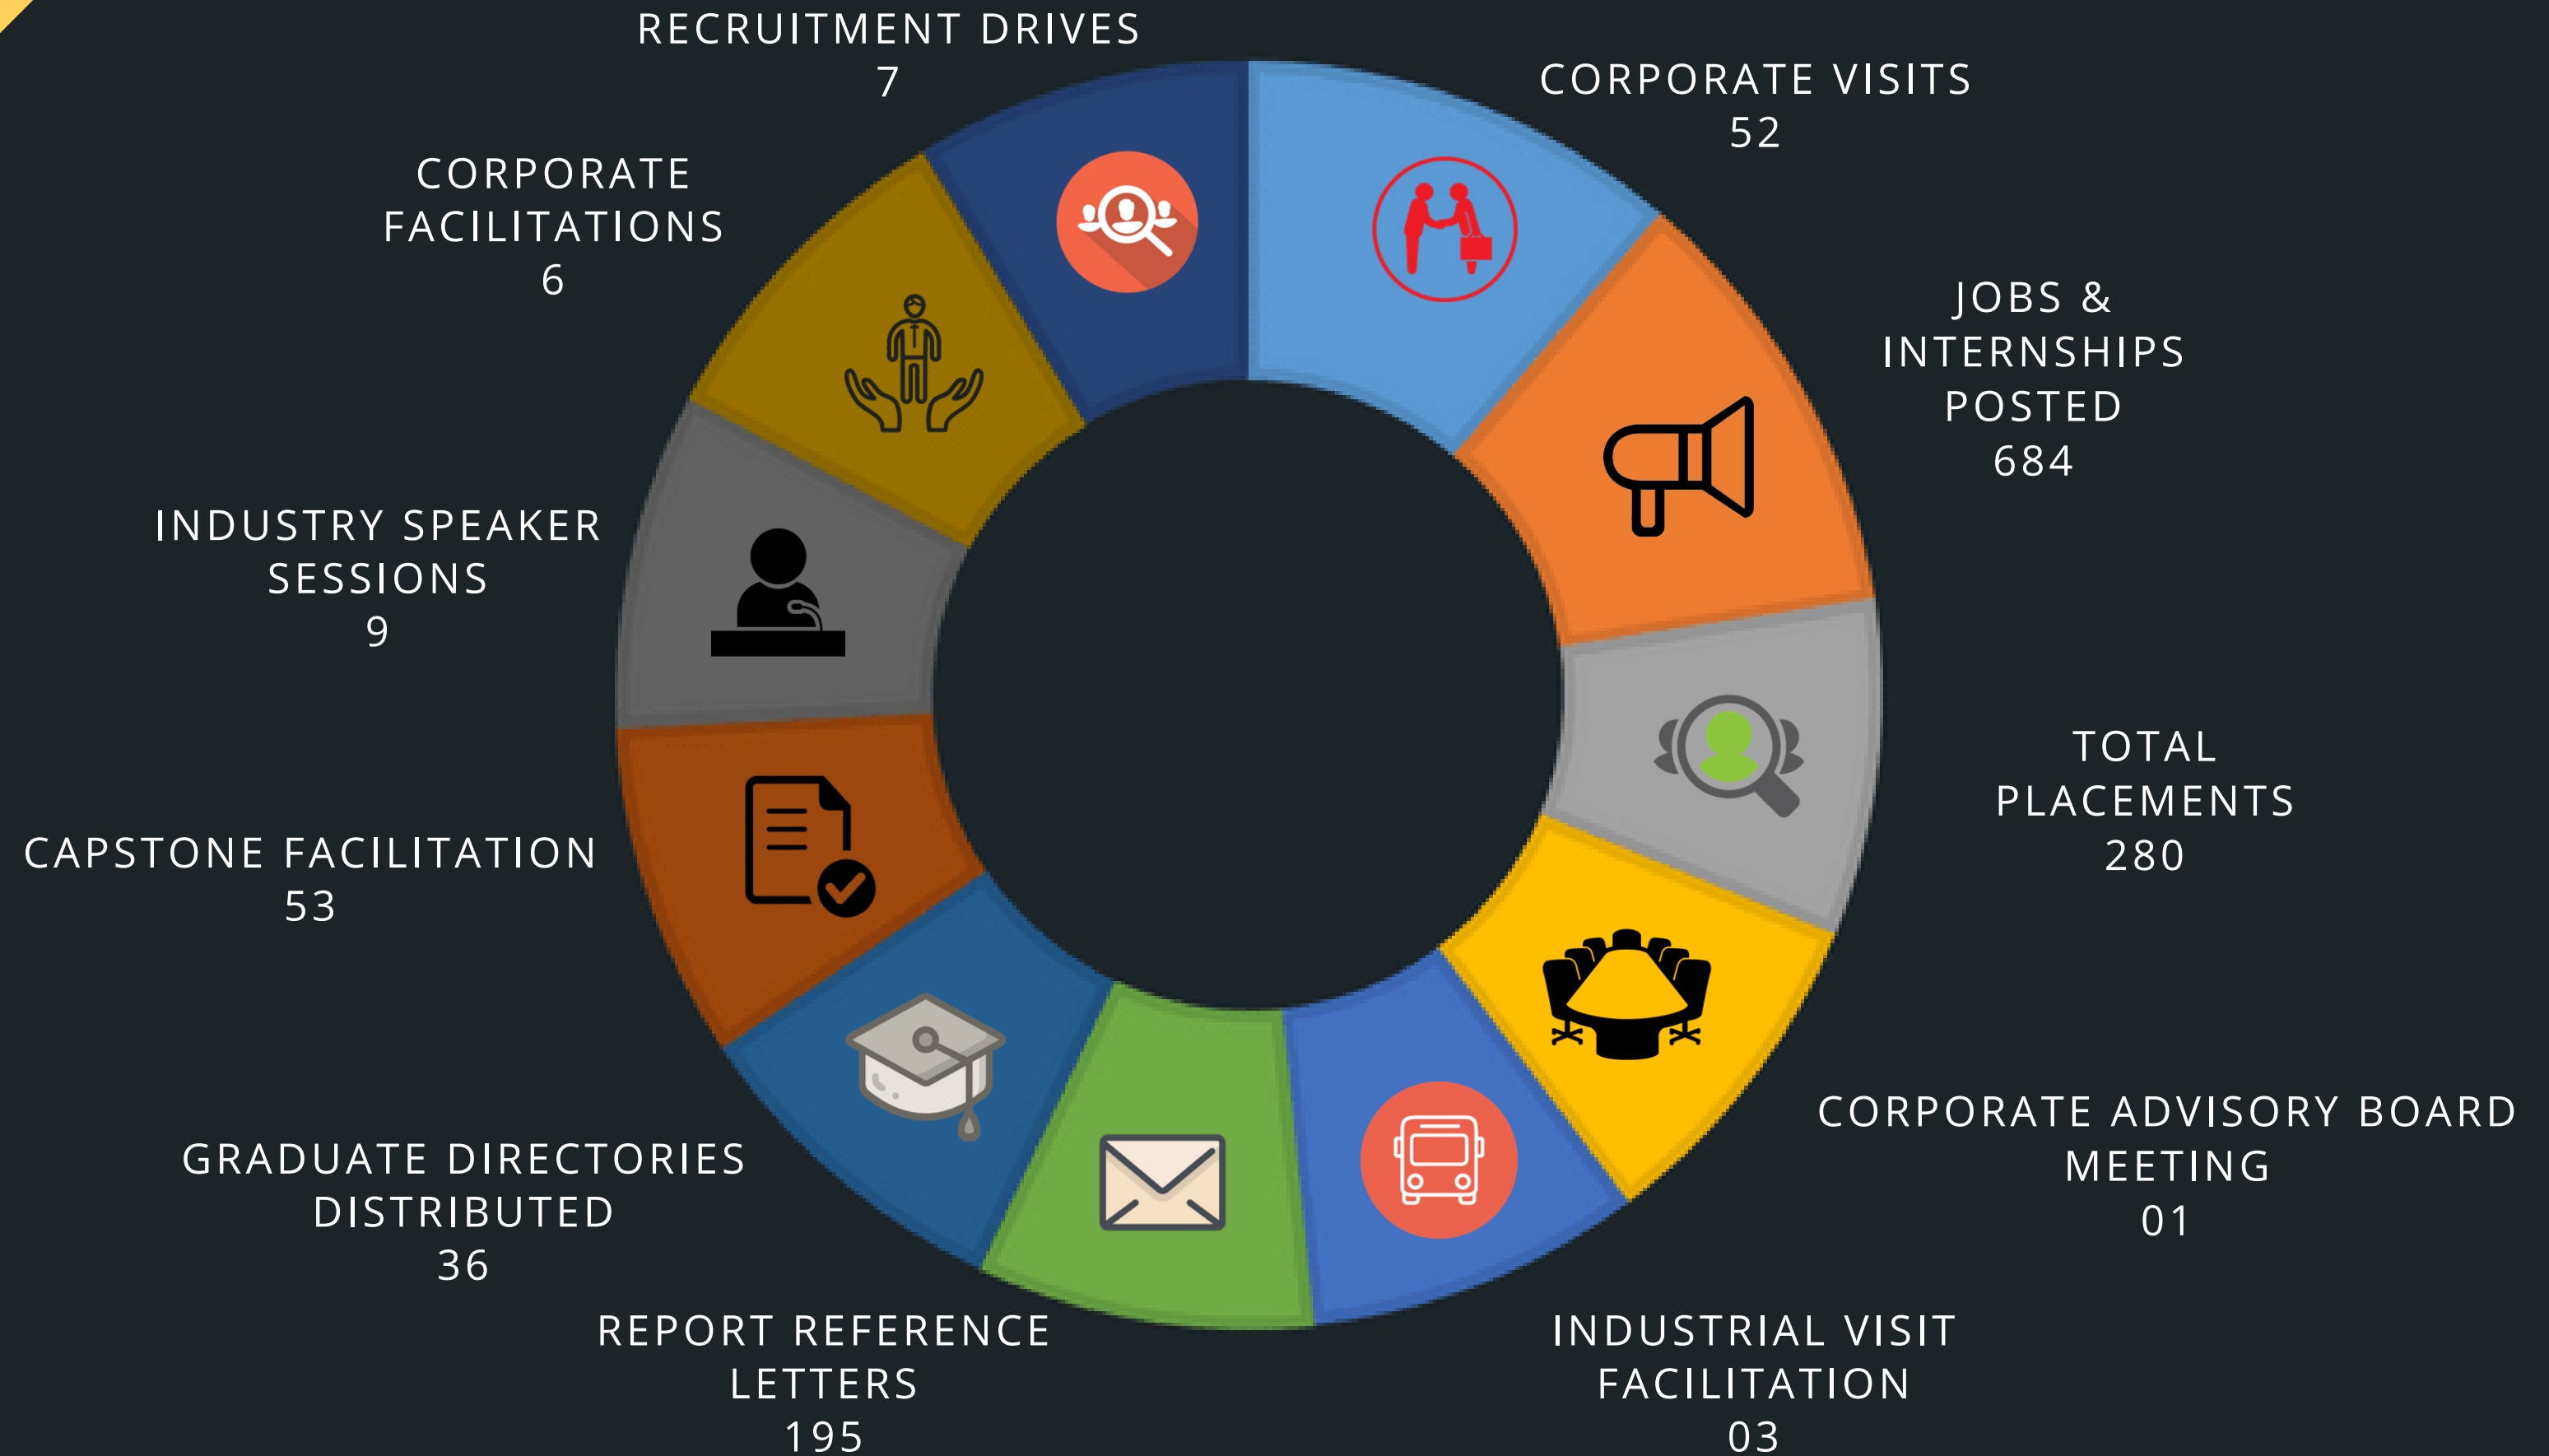 RECRUITMENT DRIVES
7
CORPORATE VISITS
52
JOBS &
INTERNSHIPS
POSTED
684
TOTAL
PLACEMENTS
280
CORPORATE ADVISORY BOARD
MEETING
01
INDUSTRIAL VISIT
FACILITATION
03
REPORT REFERENCE
LETTERS
195
GRADUATE DIRECTORIES
DISTRIBUTED
36
CAPSTONE FACILITATION
53
INDUSTRY SPEAKER
SESSIONS
9
CORPORATE
FACILITATIONS
6